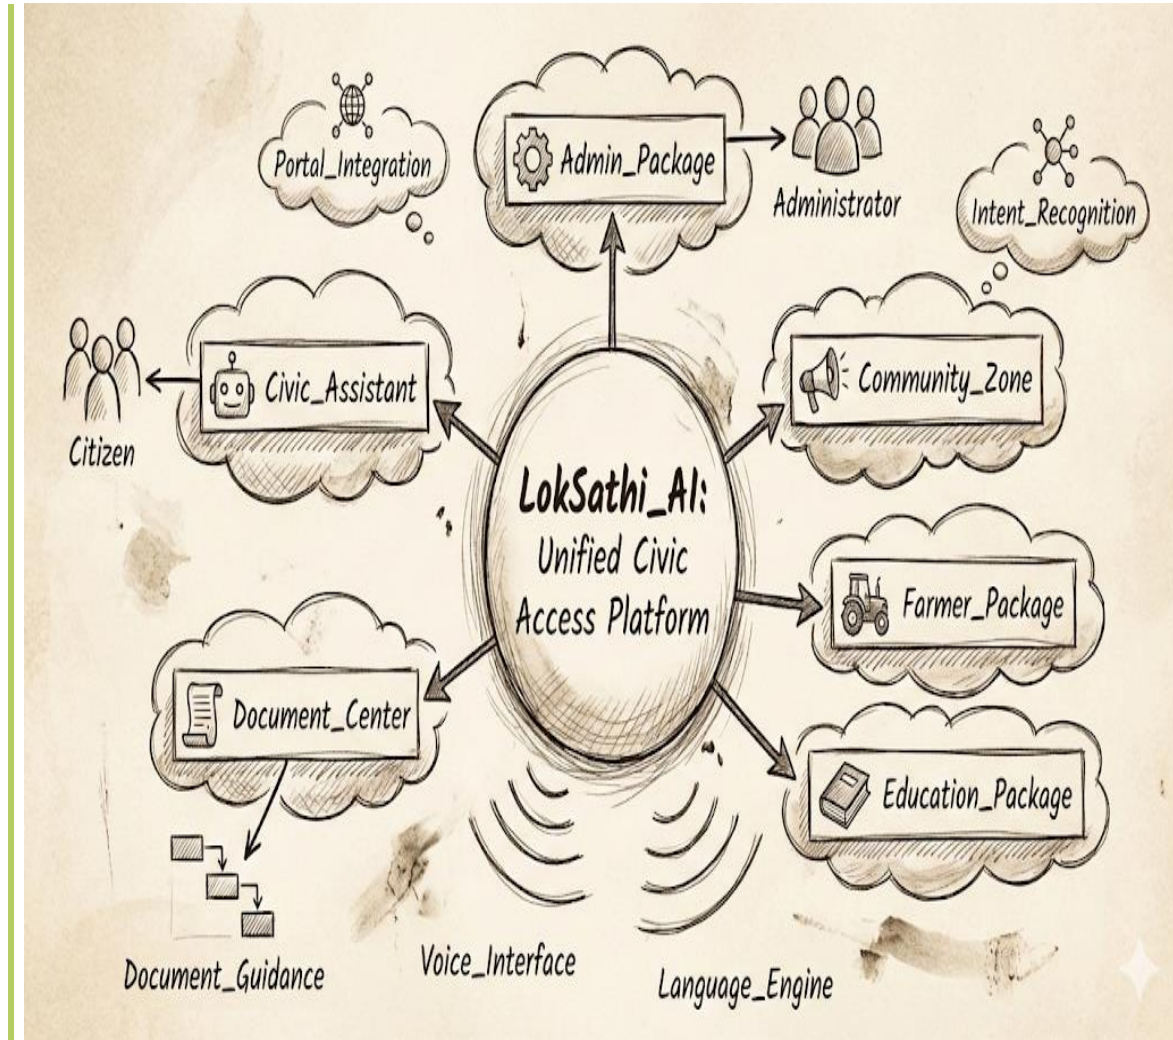 Portal_Integration
Admin_Package
Administrator
Intent_Recognition
Citizen
Civic_Assistant
Community_Zone
LokSathi_AI:
Unified Civic
Access Platform
Farmer_Package
Document_Center
Education_Package
Document_Guidance
Voice_Interface
Language_Engine